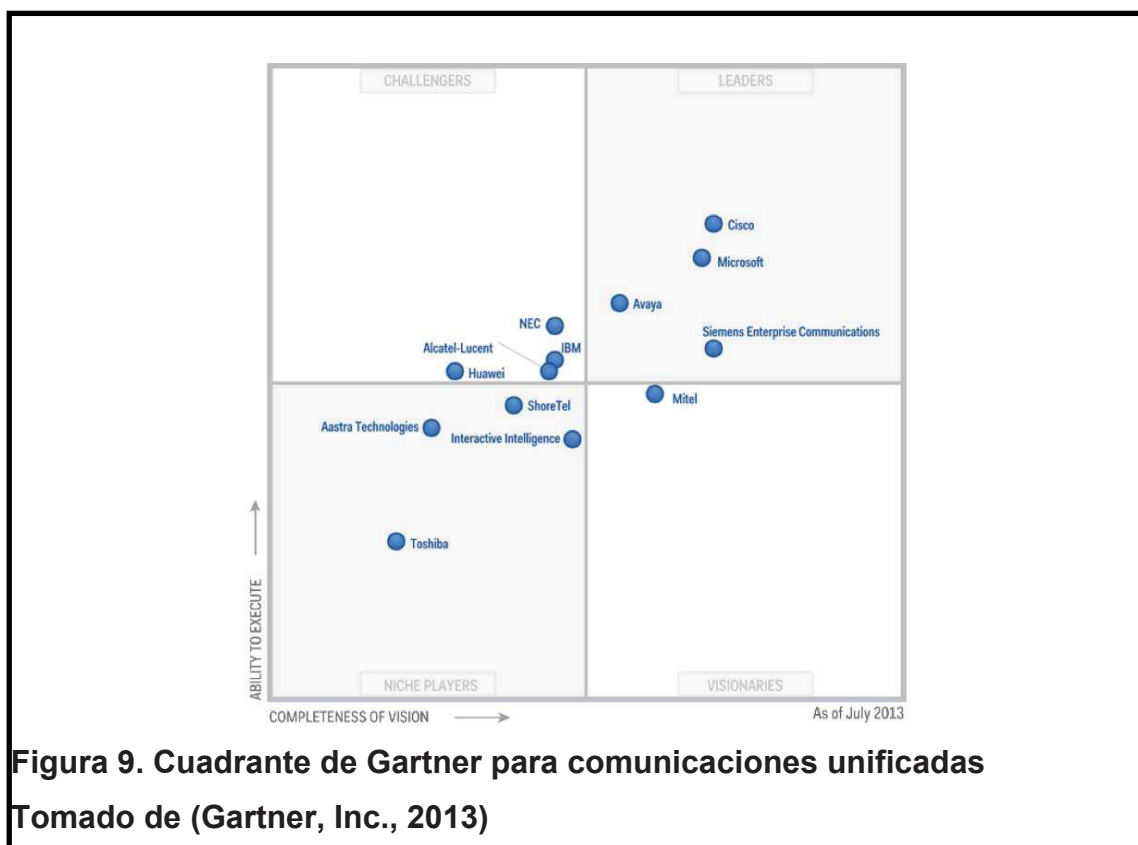 CHALLENGERS
LEADERS
Cisco
Microsoft
Avaya
NEC
Siemens Enterprise Communications
Alcatel-Lucent
IBM
Huawei
Mitel
ShoreTel
Aastra Technologies
Interactive Intelligence
Toshiba
ABILITY TO EXECUTE
NICHE PLAYERS
VISIONARIES
COMPLETENESS OF VISION
As of July 2013
Figura 9. Cuadrante de Gartner para comunicaciones unificadas
Tomado de (Gartner, Inc., 2013)